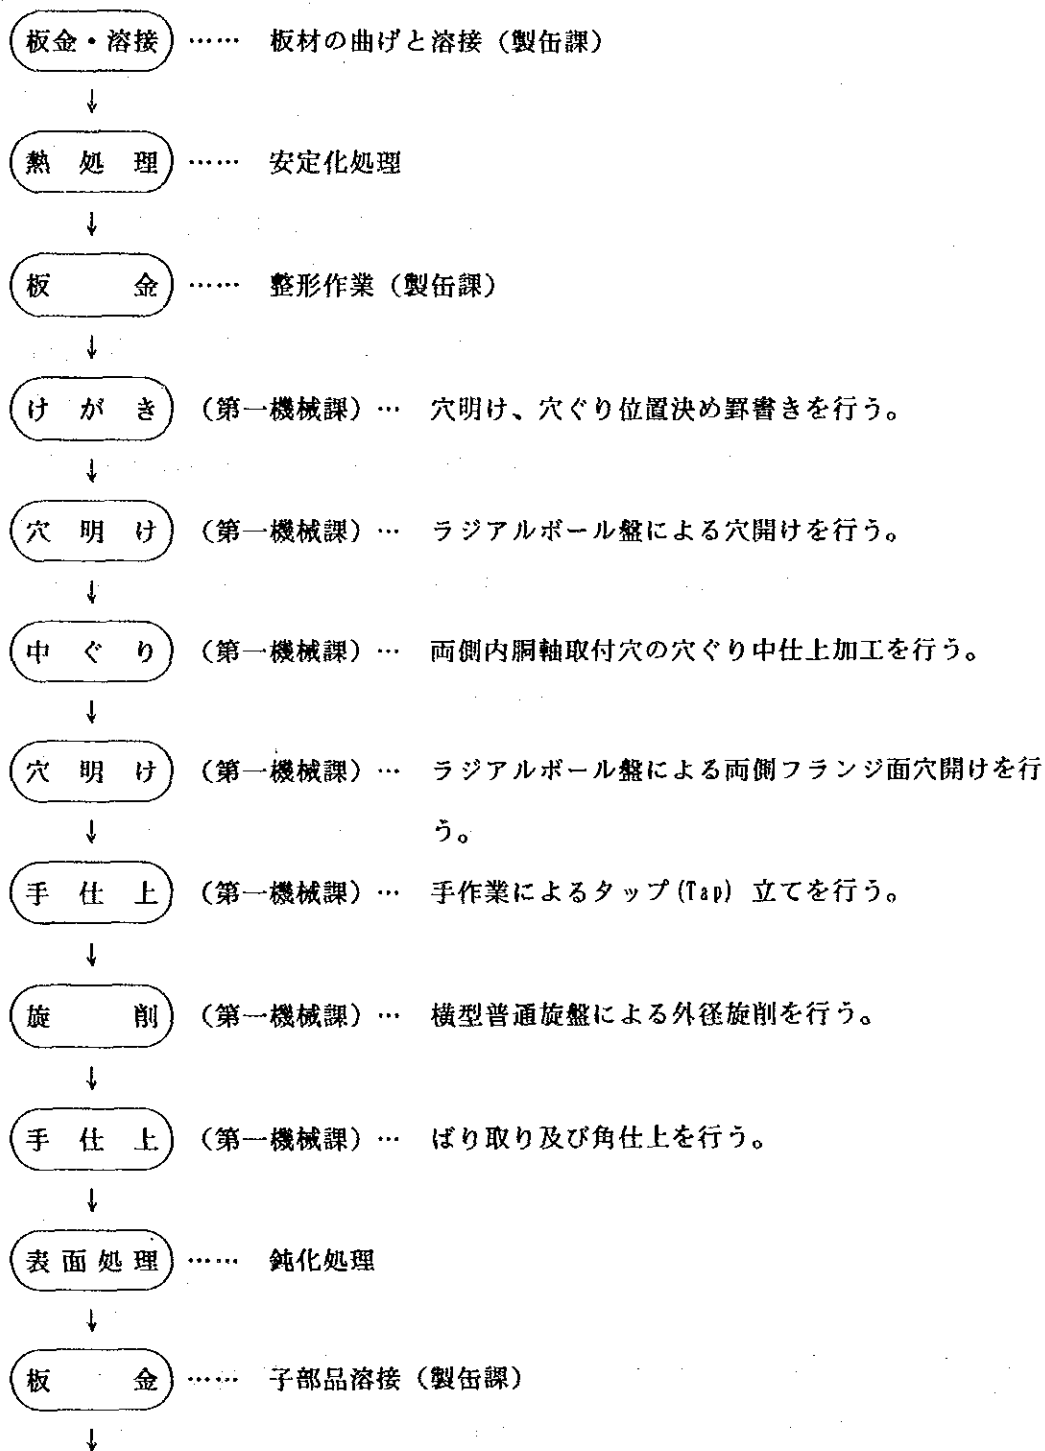 板金・溶接 …… 板材の曲げと溶接（製缶課）
↓
熱処理 …… 安定化処理
↓
板金 …… 整形作業（製缶課）
↓
けがき （第一機械課）… 穴明け、穴ぐり位置決め罫書きを行う。
↓
穴明け （第一機械課）… ラジアルボール盤による穴開けを行う。
↓
中ぐり （第一機械課）… 両側内胴軸取付穴の穴ぐり中仕上加工を行う。
↓
穴明け （第一機械課）… ラジアルボール盤による両側フランジ面穴開けを行
↓ う。
手仕上 （第一機械課）… 手作業によるタップ(Tap) 立てを行う。
↓
旋削 （第一機械課）… 横型普通旋盤による外径旋削を行う。
↓
手仕上 （第一機械課）… ばり取り及び角仕上を行う。
↓
表面処理 …… 鈍化処理
↓
板金 …… 子部品溶接（製缶課）
↓